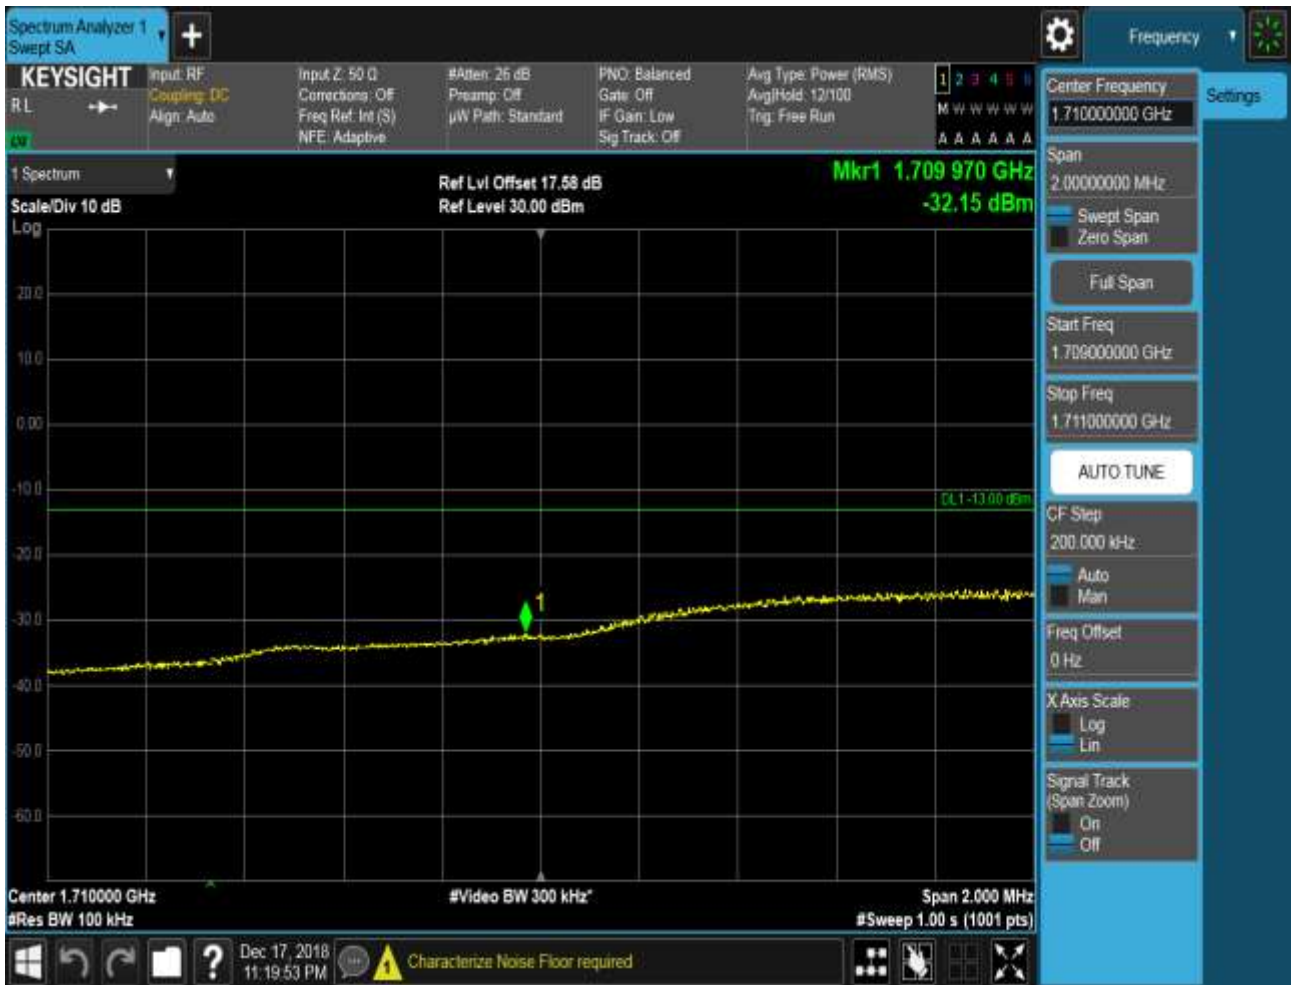 Spectrum Analyzer 1
Swept SA
+
Frequency
KEYSIGHT
RL
Input: RF
Coupling: DC
Align: Auto
Input Z: 50 Ω
Corrections: Off
Freq Ref: Int (S)
NFE: Adaptive
#Atten: 26 dB
Preamp: Off
µW Path: Standard
PNO: Balanced
Gate: Off
IF Gain: Low
Sig Track: Off
Avg Type: Power (RMS)
Avg|Hold: 12/100
Trig: Free Run
1 2 3 4 5 6
M W W W W W
A A A A A A
1 Spectrum
Scale/Div 10 dB
Ref Lvl Offset 17.58 dB
Ref Level 30.00 dBm
Mkr1 1.709 970 GHz
-32.15 dBm
Log
20.0
10.0
0.00
-10.0
DL1 -13.00 dBm
-20.0
1
-30.0
-40.0
-50.0
-60.0
Center 1.710000 GHz
#Res BW 100 kHz
#Video BW 300 kHz*
Span 2.000 MHz
#Sweep 1.00 s (1001 pts)
Center Frequency
1.710000000 GHz
Settings
Span
2.00000000 MHz
Swept Span
Zero Span
Full Span
Start Freq
1.709000000 GHz
Stop Freq
1.711000000 GHz
AUTO TUNE
CF Step
200.000 kHz
Auto
Man
Freq Offset
0 Hz
X Axis Scale
Log
Lin
Signal Track
(Span Zoom)
On
Off
?
Dec 17, 2018
11:19:53 PM
1
Characterize Noise Floor required